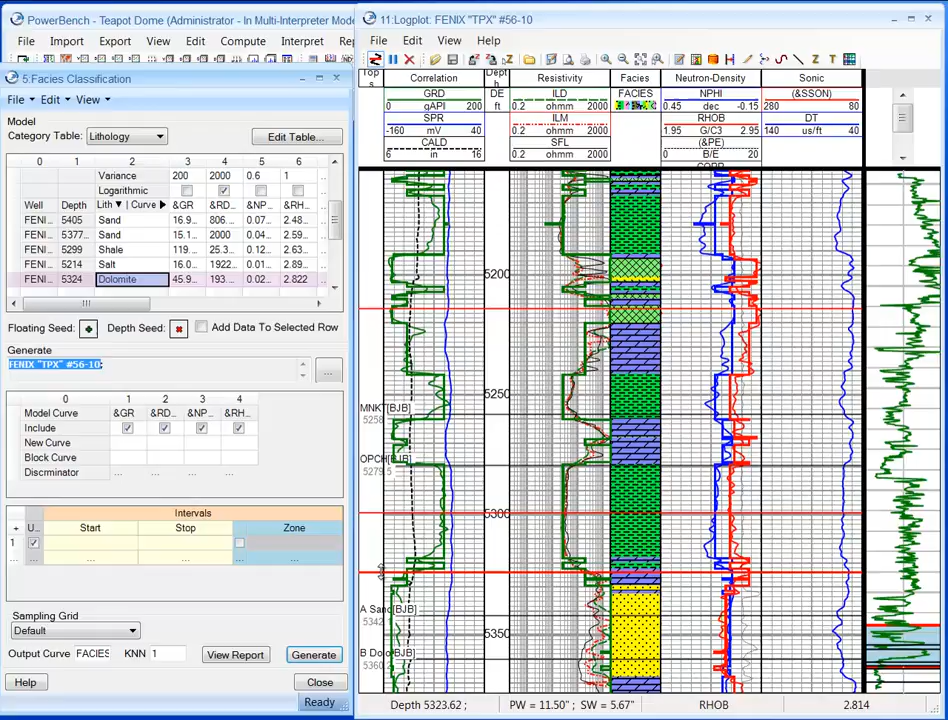 PowerBench - Teapot Dome (Administrator - In Multi-Interpreter Mode
File Import Export View Edit Compute Interpret
5:Facies Classification
File Edit View
Model
Category Table: Lithology Edit Table...
0 1 2 3 4 5 6
Variance 200 2000 0.6 1
Logarithmic
Well Depth Lith | Curve &GR &RD... &NP... &RH...
FENI... 5405 Sand 16.9... 806.... 0.07... 2.48...
FENI... 5377... Sand 15.1... 2000 0.04... 2.59...
FENI... 5299 Shale 119.... 25.3... 0.12... 2.63...
FENI... 5214 Salt 16.0... 1922... 0.01... 2.89...
FENI... 5324 Dolomite 45.9... 193.... 0.02... 2.822
Floating Seed: Depth Seed: Add Data To Selected Row
Generate
FENIX "TPX" #56-10;
...
0 1 2 3 4
Model Curve &GR &RD... &NP... &RH...
Include
New Curve
Block Curve
Discrminator ... ... ... ...
Intervals
+ U... Start Stop Zone
1
... ... ... ... ...
Sampling Grid
Default
Output Curve FACIES KNN 1 View Report Generate
Help Close
Ready
11:Logplot: FENIX "TPX" #56-10
File Edit View Help
Top s Correlation Dept h Resistivity Facies Neutron-Density Sonic
GRD DE ILD FACIES NPHI (&SSON)
0 gAPI 200 ft 0.2 ohmm 2000 0.45 dec -0.15 280 80
SPR ILM RHOB DT
-160 mV 40 0.2 ohmm 2000 1.95 G/C3 2.95 140 us/ft 40
CALD SFL (&PE)
6 in 16 0.2 ohmm 2000 0 B/E 20
CORR
5200
5250
MNKT[BJB]
5258
OPCH[BJB]
5279.5
5300
A Sand[BJB]
5342
5350
B Dolo[BJB]
5360
Depth 5323.62 ; PW = 11.50" ; SW = 5.67" RHOB 2.814